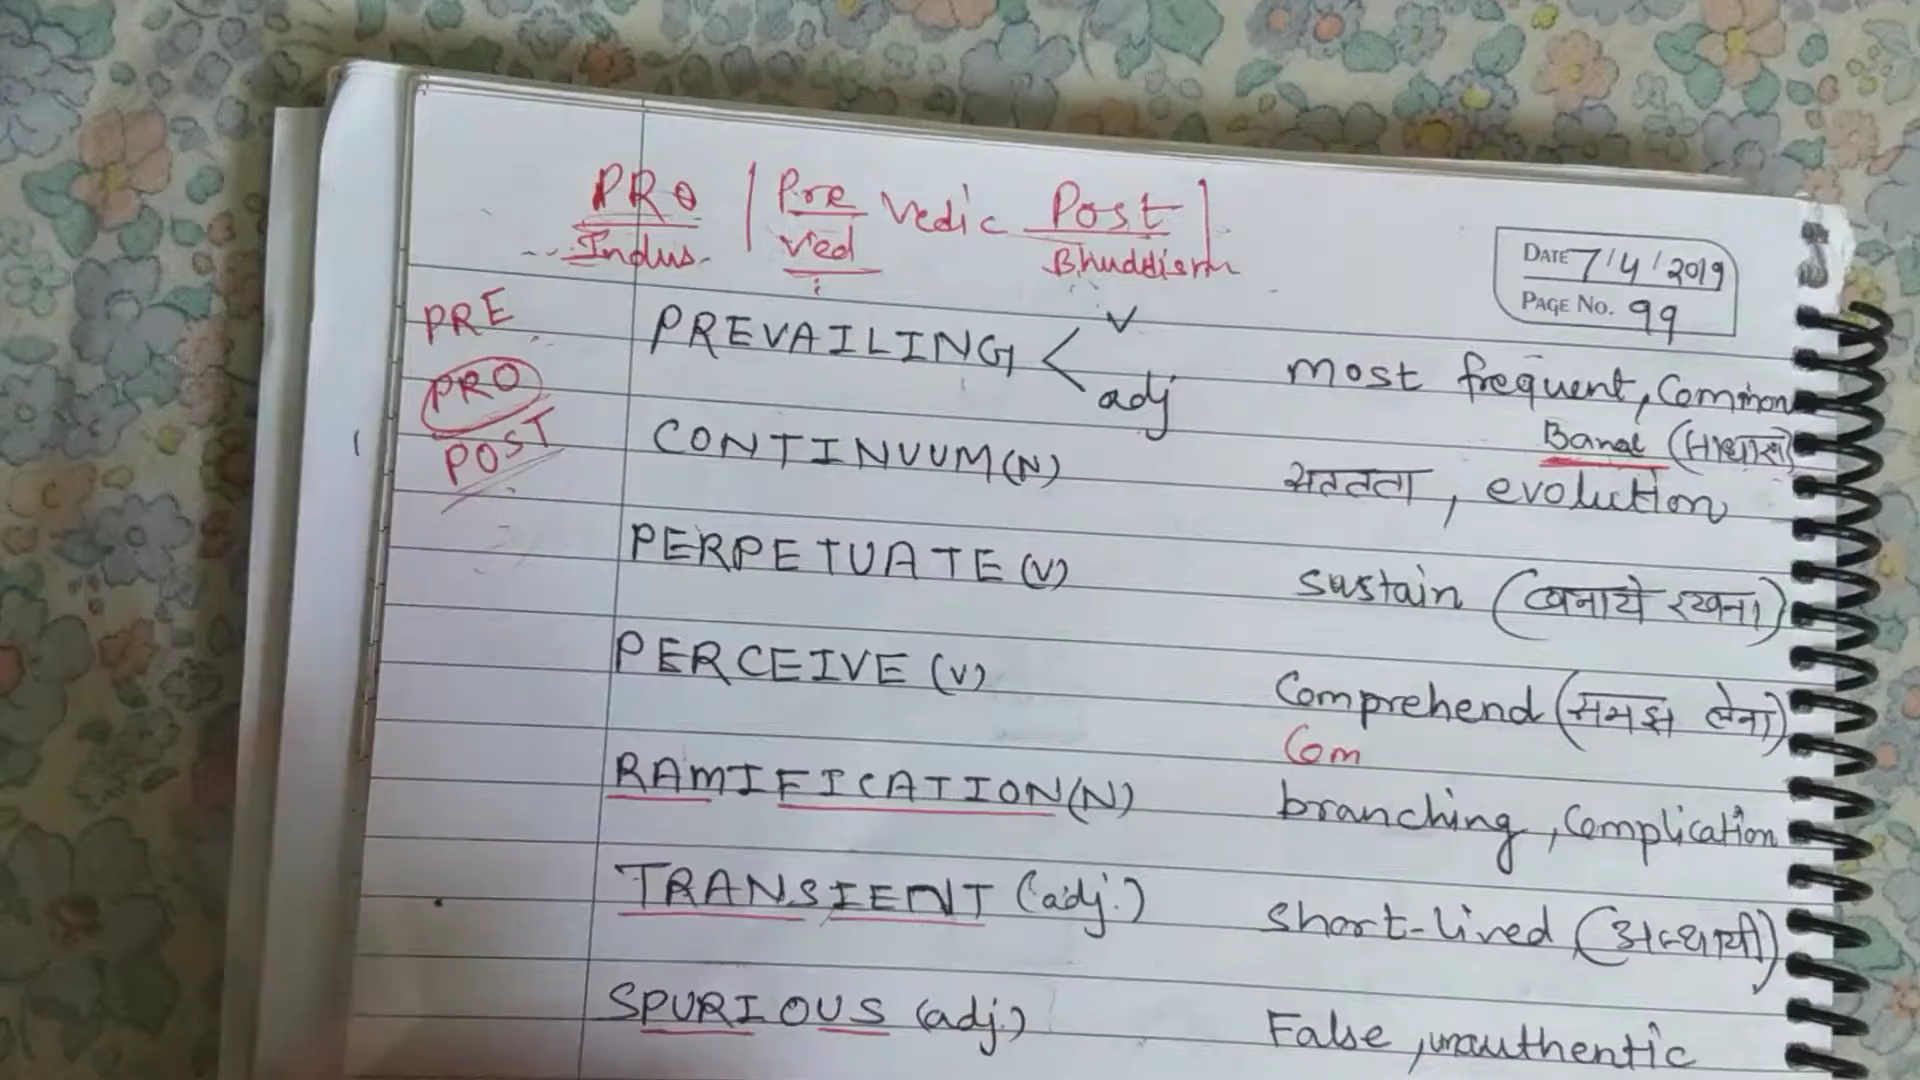 PRO | Pre vedic Post |
Indus ved Bhuddism
DATE 7/4/2019
PAGE No. 99
PRE
PRO
POST
PREVAILING < v adj most frequent, Common
Banal
CONTINUUM(N) सततता, evolution
PERPETUATE (v) sustain (बनाये रखना)
PERCEIVE (v) Comprehend (समझ लेना)
Com
RAMIFICATION(N) branching, Complication
TRANSIENT (adj.) short-lived (अस्थायी)
SPURIOUS (adj.) False, unauthentic